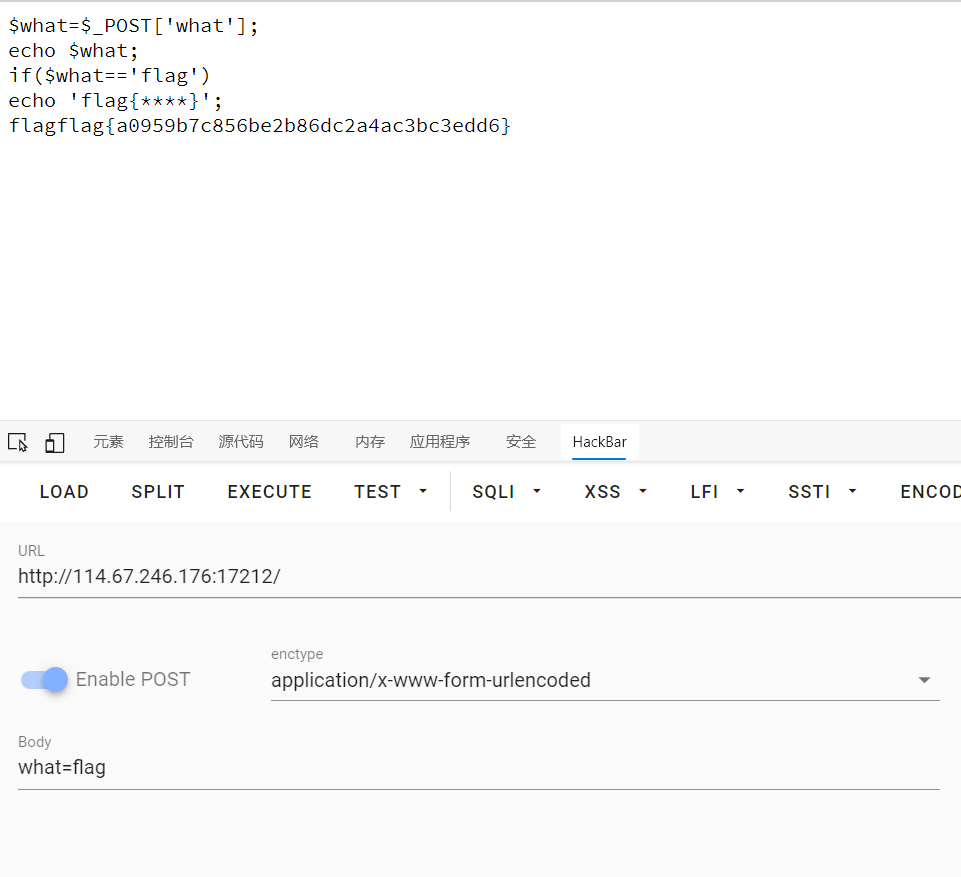 $what=$_POST['what'];
echo $what;
if($what=='flag')
echo 'flag{****}';
flagflag{a0959b7c856be2b86dc2a4ac3bc3edd6}
元素 控制台 源代码 网络 内存 应用程序 安全 HackBar
LOAD SPLIT EXECUTE TEST SQLI XSS LFI SSTI ENCOD
URL
http://114.67.246.176:17212/
enctype
Enable POST application/x-www-form-urlencoded
Body
what=flag